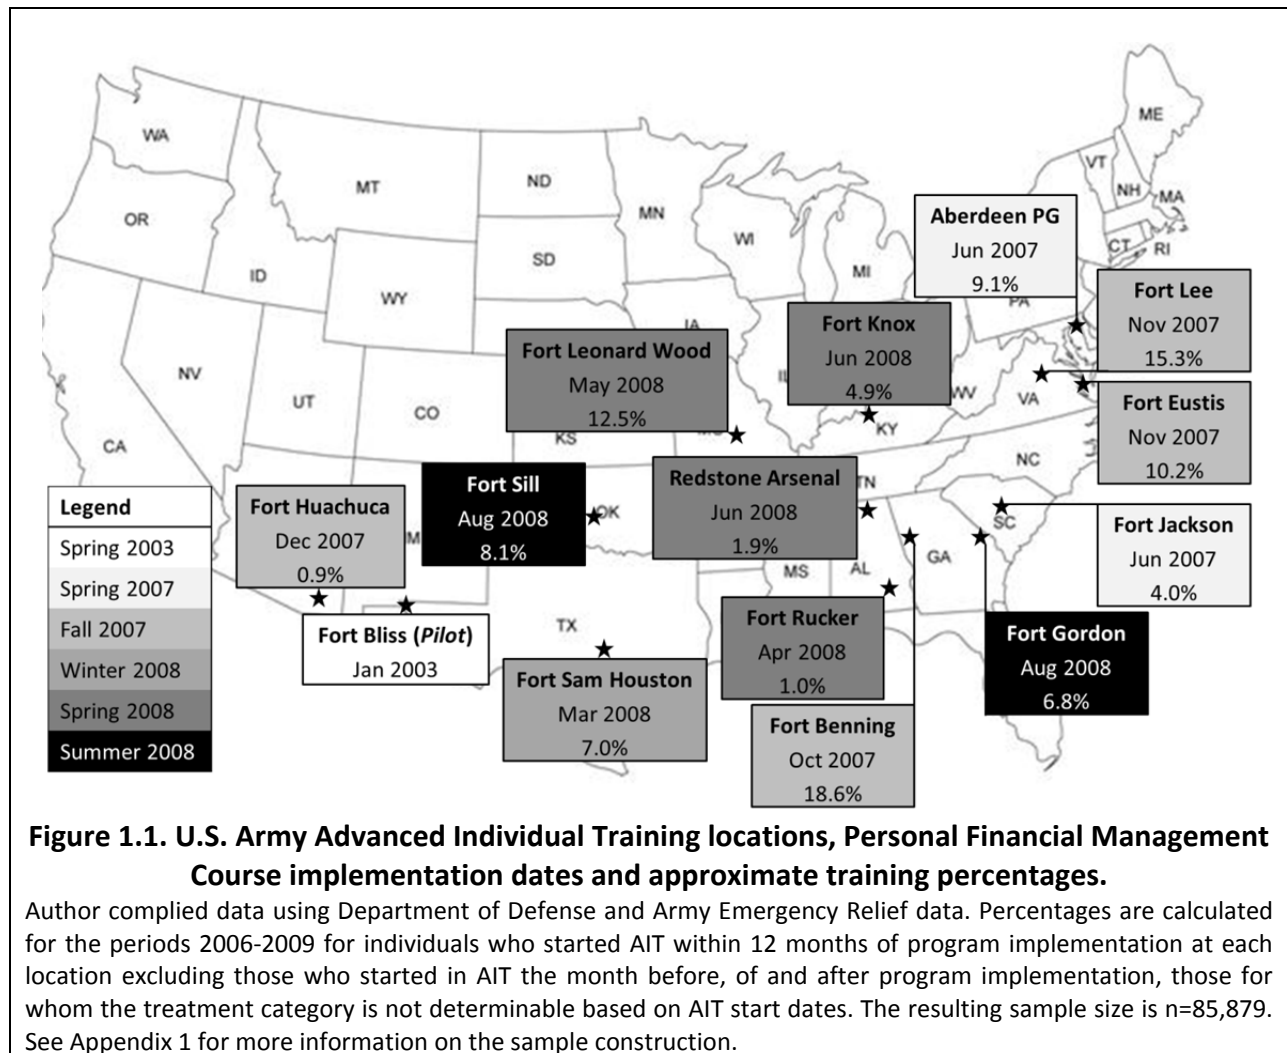 WA
OR
CA
NV
ID
MT
WY
UT
CO
ND
SD
KS
MN
WI
MI
IA
TX
OK
MS
AL
GA
TN
KY
WV
VA
NC
SC
PA
ME
VT
NH
MA
CT
RI
Aberdeen PG
Jun 2007
9.1%
Fort Lee
Nov 2007
15.3%
Fort Knox
Jun 2008
4.9%
Fort Leonard Wood
May 2008
12.5%
Fort Eustis
Nov 2007
10.2%
Fort Sill
Aug 2008
8.1%
Redstone Arsenal
Jun 2008
1.9%
Fort Huachuca
Dec 2007
0.9%
Fort Jackson
Jun 2007
4.0%
Fort Bliss (Pilot)
Jan 2003
Fort Rucker
Apr 2008
1.0%
Fort Gordon
Aug 2008
6.8%
Fort Sam Houston
Mar 2008
7.0%
Fort Benning
Oct 2007
18.6%
Legend
Spring 2003
Spring 2007
Fall 2007
Winter 2008
Spring 2008
Summer 2008
Figure 1.1. U.S. Army Advanced Individual Training locations, Personal Financial Management
Course implementation dates and approximate training percentages.
Author complied data using Department of Defense and Army Emergency Relief data. Percentages are calculated
for the periods 2006-2009 for individuals who started AIT within 12 months of program implementation at each
location excluding those who started in AIT the month before, of and after program implementation, those for
whom the treatment category is not determinable based on AIT start dates. The resulting sample size is n=85,879.
See Appendix 1 for more information on the sample construction.